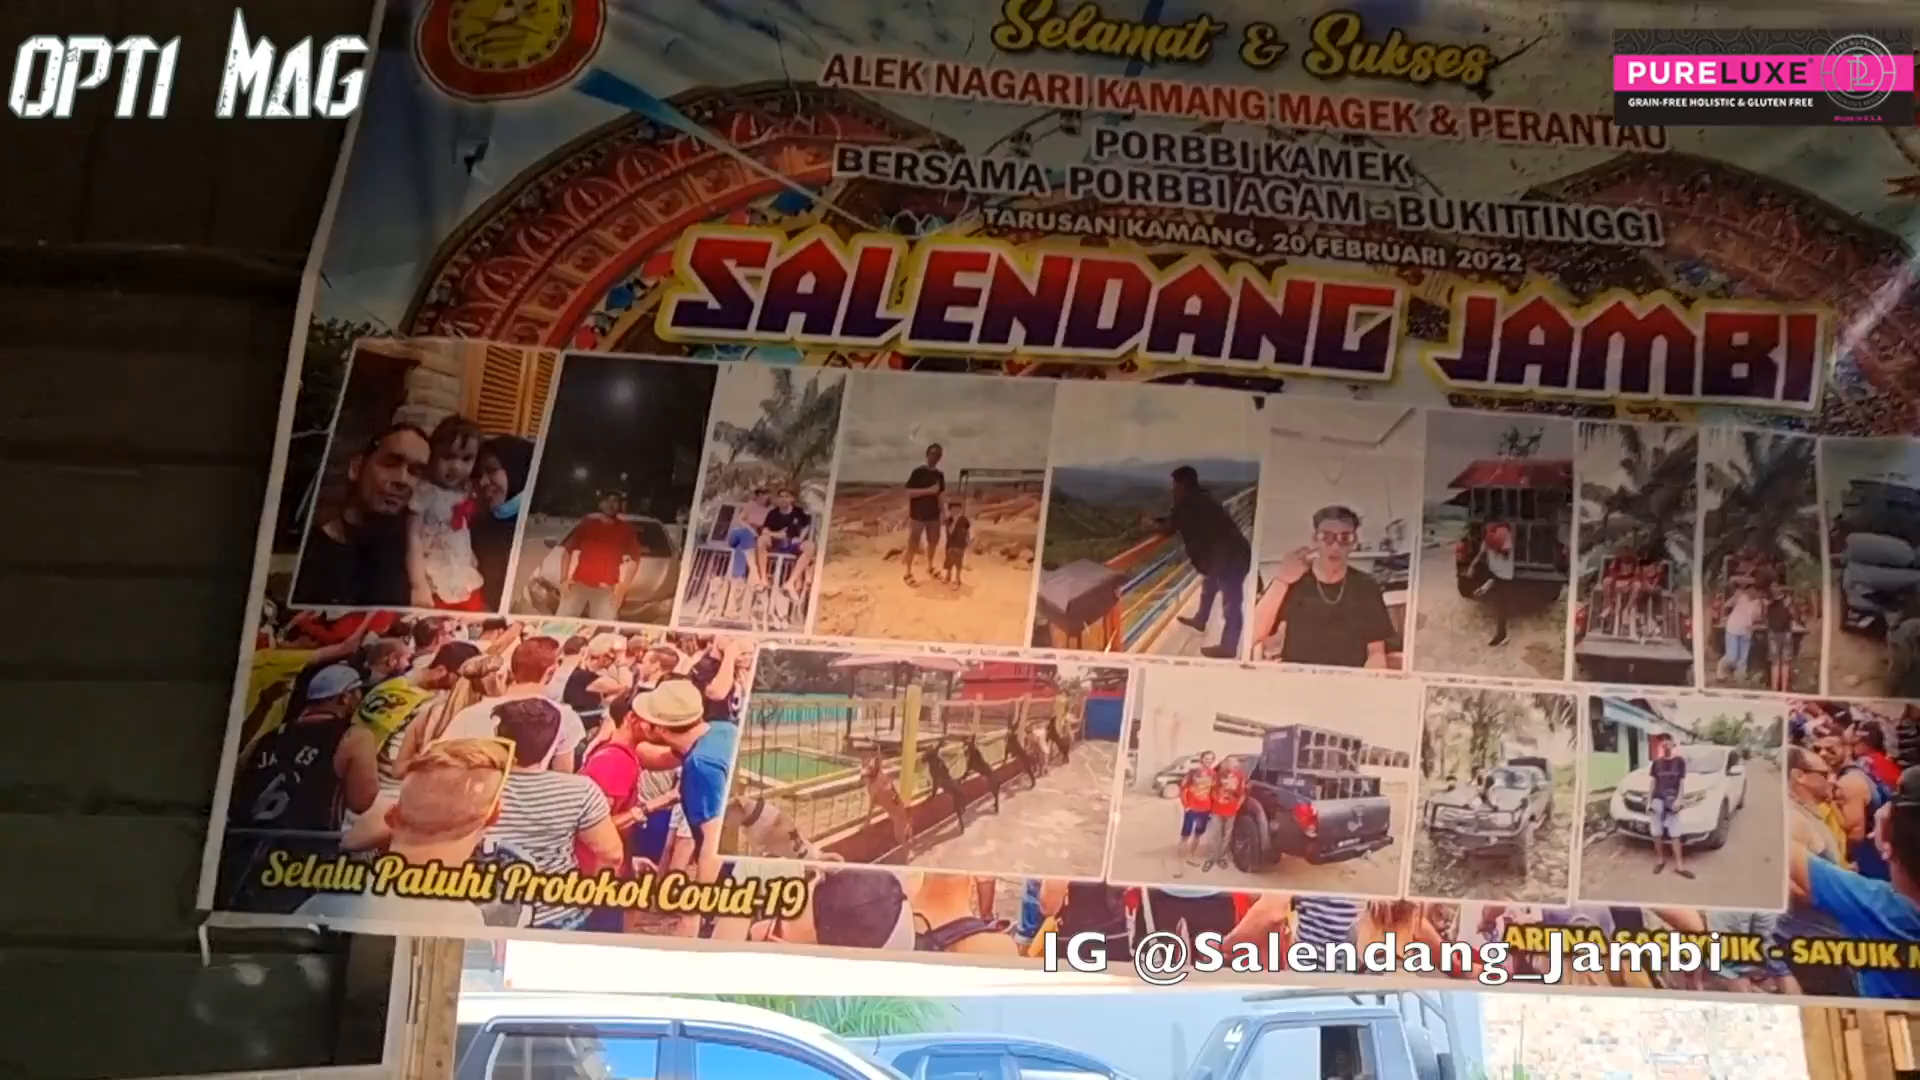 OPTI MAG
PURELUXE
GRAIN-FREE HOLISTIC & GLUTEN FREE
Selamat & Sukses
ALEK NAGARI KAMANG MAGEK & PERANTAU
PORBBI KAMEK
BERSAMA PORBBI AGAM - BUKITTINGGI
TARUSAN KAMANG, 20 FEBRUARI 2022
SALENDANG JAMBI
6
Selalu Patuhi Protokol Covid-19
IG @Salendang_Jambi
- SAYUIK